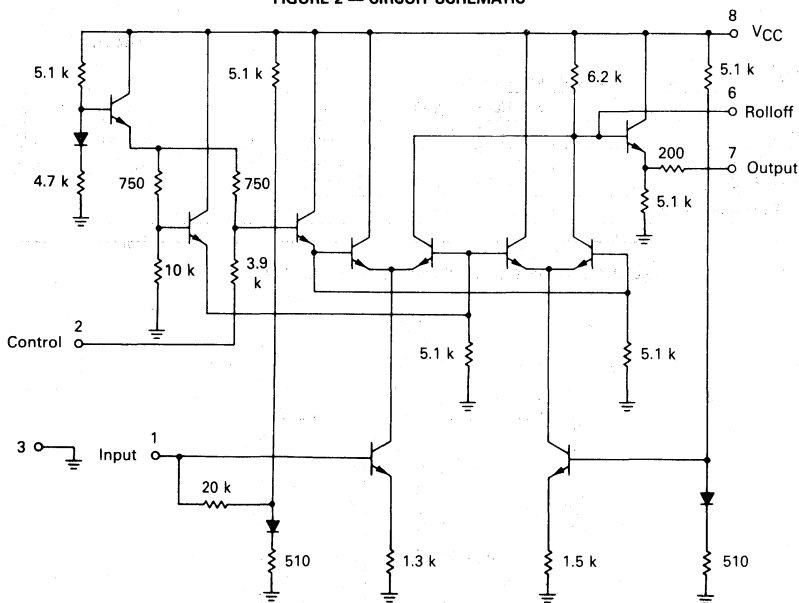 FIGURE 2 — CIRCUIT SCHEMATIC
8 VCC
5.1 k
5.1 k
6.2 k
5.1 k
6
Rolloff
200
7
Output
4.7 k
750
750
5.1 k
10 k
3.9
k
2
Control
5.1 k
5.1 k
3
Input
1
20 k
510
1.3 k
1.5 k
510